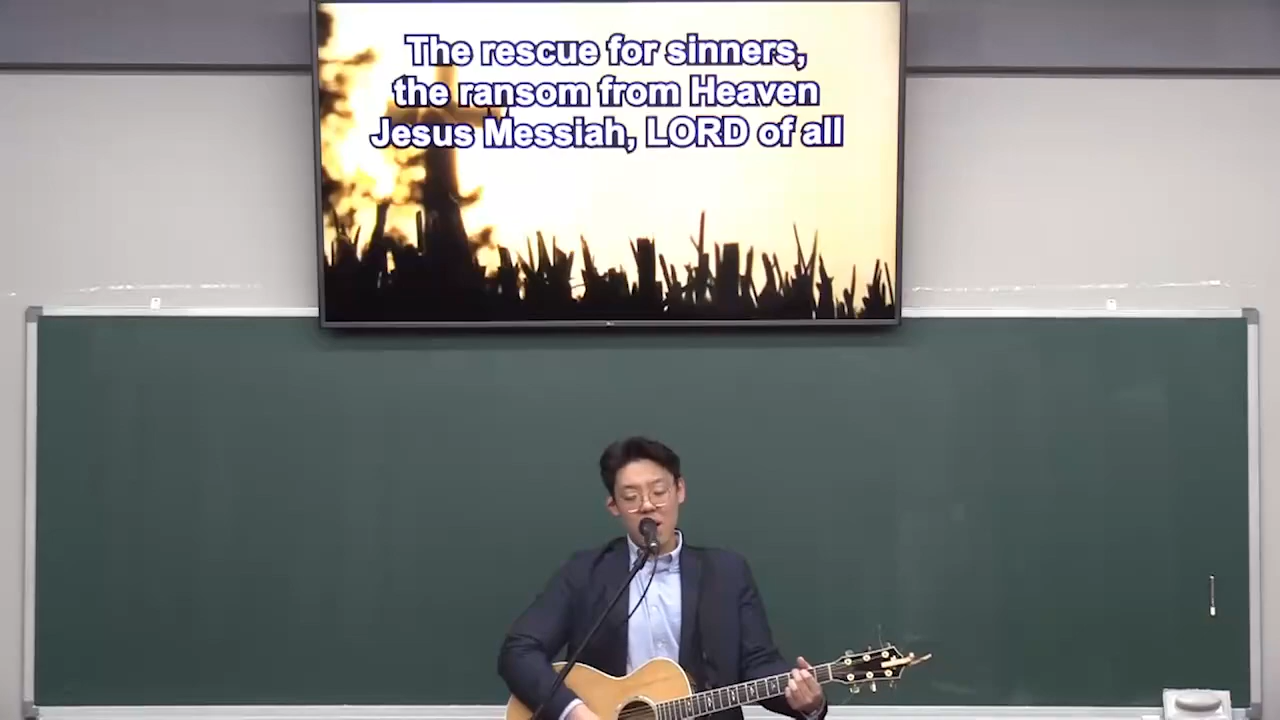 The rescue for sinners,
the ransom from Heaven
Jesus Messiah, LORD of all